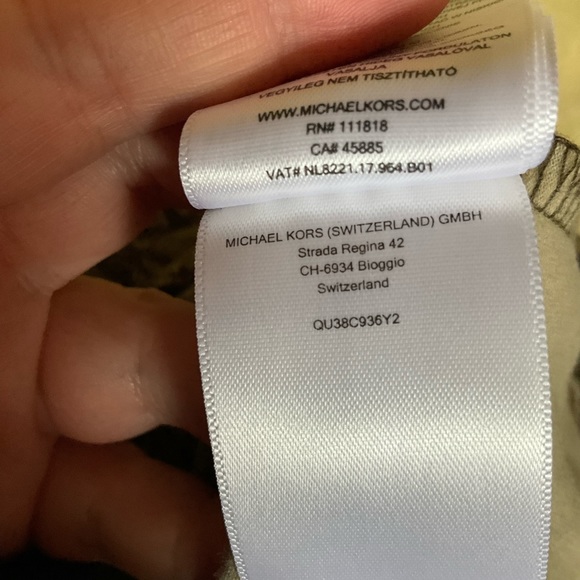 VASALJA
VEGYILEG NEM TISZTÍTHATÓ
WWW.MICHAELKORS.COM
RN# 111818
CA# 45885
VAT# NL8221.17.964.B01
MICHAEL KORS (SWITZERLAND) GMBH
Strada Regina 42
CH-6934 Bioggio
Switzerland
QU38C936Y2